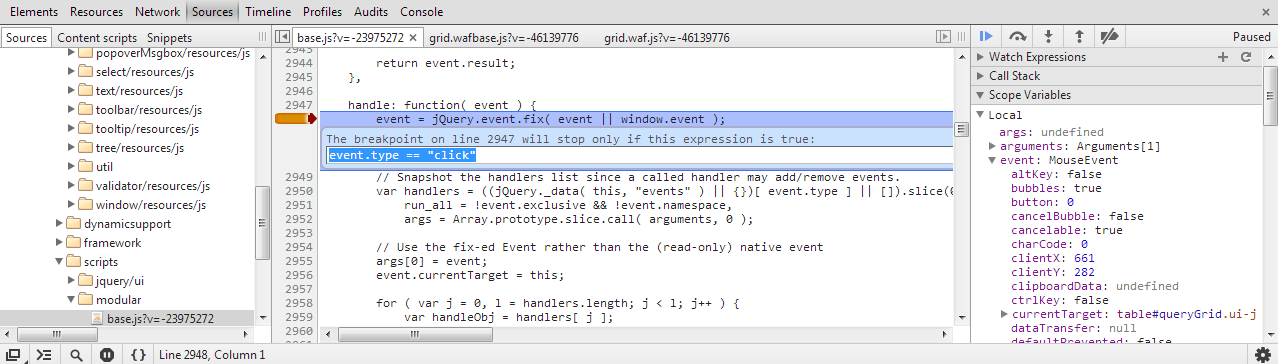 Elements Resources Network Sources Timeline Profiles Audits Console ×
Sources Content scripts Snippets
popoverMsgbox/resources/js
select/resources/js
text/resources/js
toolbar/resources/js
tooltip/resources/js
tree/resources/js
util
validator/resources/js
window/resources/js
dynamicsupport
framework
scripts
jquery/ui
modular
base.js?v=-23975272
base.js?v=-23975272 × grid.wafbase.js?v=-46139776 grid.waf.js?v=-46139776
2943
2944 return event.result;
2945 },
2946
2947 handle: function( event ) {
event = jQuery.event.fix( event || window.event );
The breakpoint on line 2947 will stop only if this expression is true:
event.type == "click"
2949 // Snapshot the handlers list since a called handler may add/remove events.
2950 var handlers = ((jQuery._data( this, "events" ) || {})[ event.type ] || []).slice(0
2951 run_all = !event.exclusive && !event.namespace,
2952 args = Array.prototype.slice.call( arguments, 0 );
2953
2954 // Use the fix-ed Event rather than the (read-only) native event
2955 args[0] = event;
2956 event.currentTarget = this;
2957
2958 for ( var j = 0, l = handlers.length; j < l; j++ ) {
2959 var handleObj = handlers[ j ];
2960
Paused
Watch Expressions
Call Stack
Scope Variables
Local
args: undefined
arguments: Arguments[1]
event: MouseEvent
altKey: false
bubbles: true
button: 0
cancelBubble: false
cancelable: true
charCode: 0
clientX: 661
clientY: 282
clipboardData: undefined
ctrlKey: false
currentTarget: table#queryGrid.ui-j
dataTransfer: null
defaultPrevented: false
{} Line 2948, Column 1